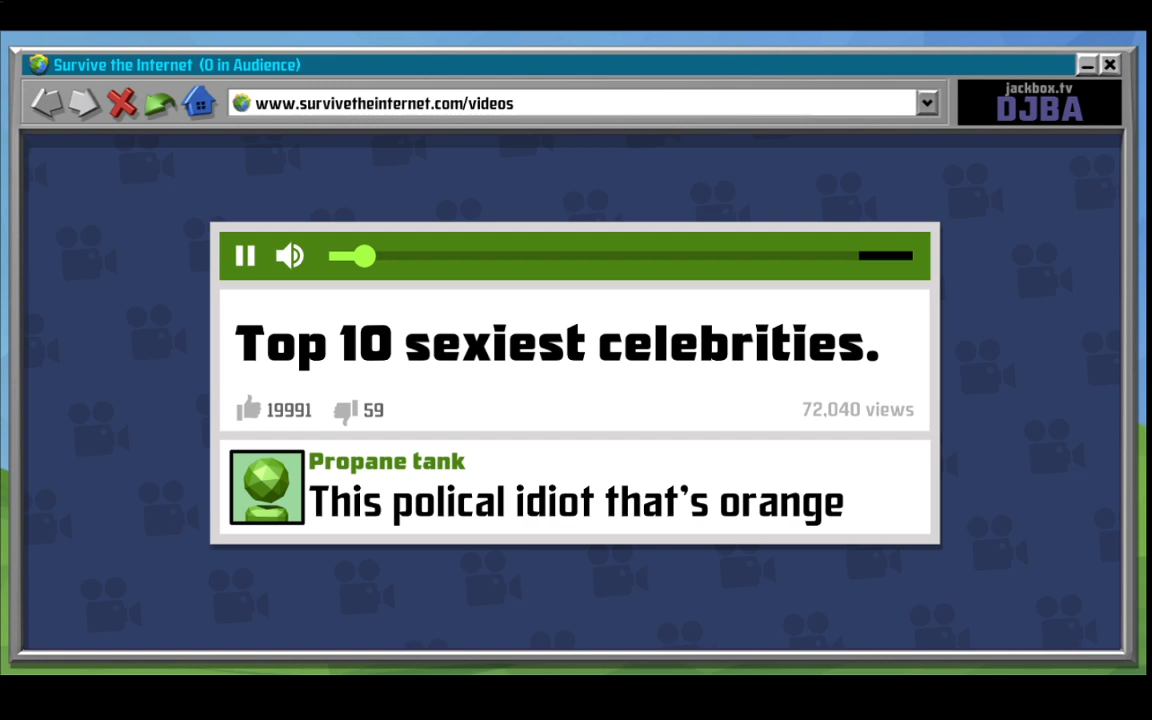 Survive the Internet (0 in Audience)
www.survivetheinternet.com/videos
jackbox.tv
DJBA
Top 10 sexiest celebrities.
19991 59 72,040 views
Propane tank
This polical idiot that's orange